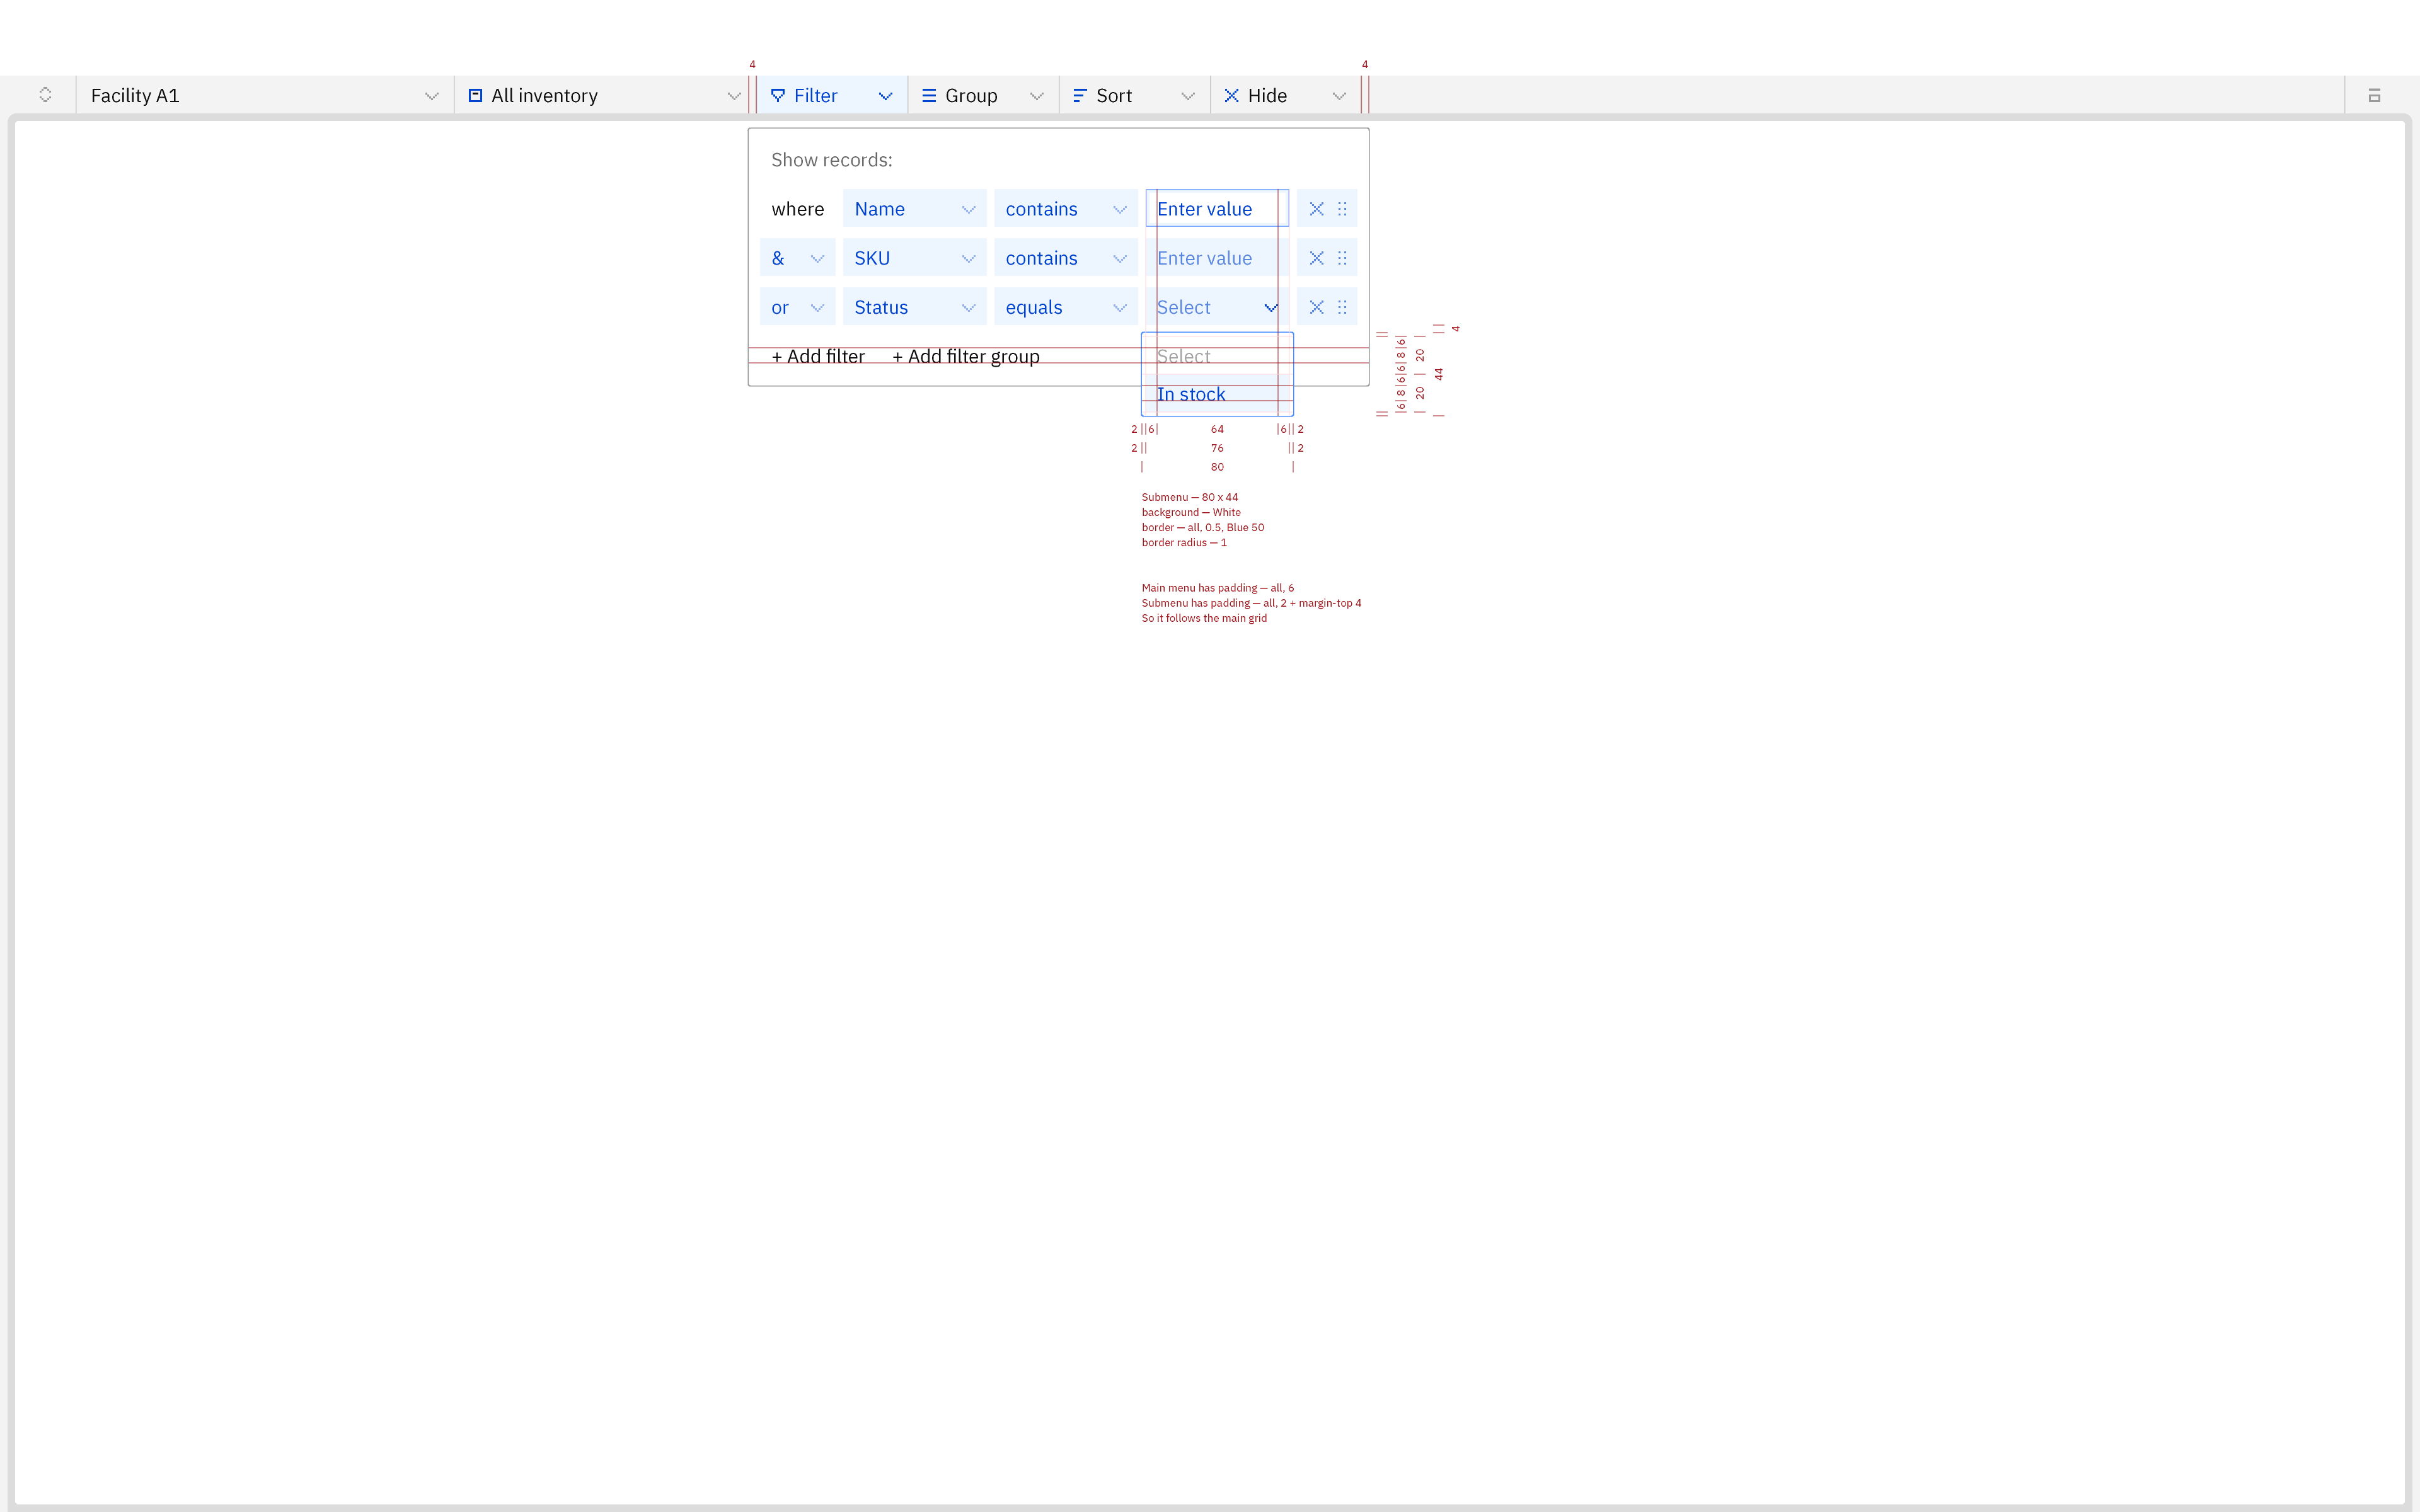 4 4
Facility A1 All inventory Filter Group Sort Hide
Show records:
where Name contains Enter value
& SKU contains Enter value
or Status equals Select
+ Add filter + Add filter group Select
In stock
4
6 8 6 6 8 6
20 20
44
2 6 64 6 2
2 76 2
80
Submenu — 80 x 44
background — White
border — all, 0.5, Blue 50
border radius — 1
Main menu has padding — all, 6
Submenu has padding — all, 2 + margin-top 4
So it follows the main grid